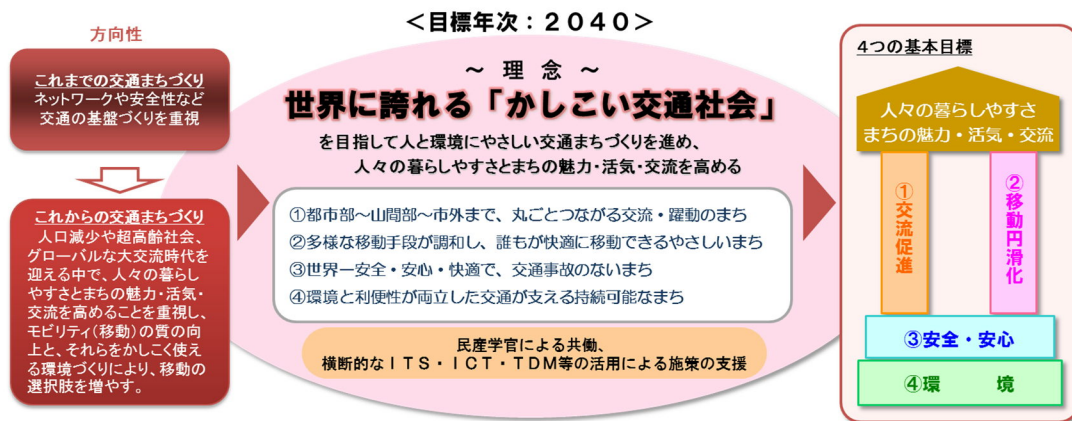 ＜目標年次：２０４０＞
方向性
これまでの交通まちづくり
ネットワークや安全性など
交通の基盤づくりを重視
これからの交通まちづくり
人口減少や超高齢社会、
グローバルな大交流時代を
迎える中で、人々の暮らし
やすさとまちの魅力・活気・
交流を高めることを重視し、
モビリティ（移動）の質の向
上と、それらをかしこく使え
る環境づくりにより、移動の
選択肢を増やす。
～ 理 念 ～
世界に誇れる「かしこい交通社会」
を目指して人と環境にやさしい交通まちづくりを進め、
人々の暮らしやすさとまちの魅力・活気・交流を高める
①都市部～山間部～市外まで、丸ごとつながる交流・躍動のまち
②多様な移動手段が調和し、誰もが快適に移動できるやさしいまち
③世界一安全・安心・快適で、交通事故のないまち
④環境と利便性が両立した交通が支える持続可能なまち
民産学官による共働、
横断的なＩＴＳ・ＩＣＴ・ＴＤＭ等の活用による施策の支援
4つの基本目標
人々の暮らしやすさ
まちの魅力・活気・交流
①交流促進
②移動円滑化
③安全・安心
④環　　境